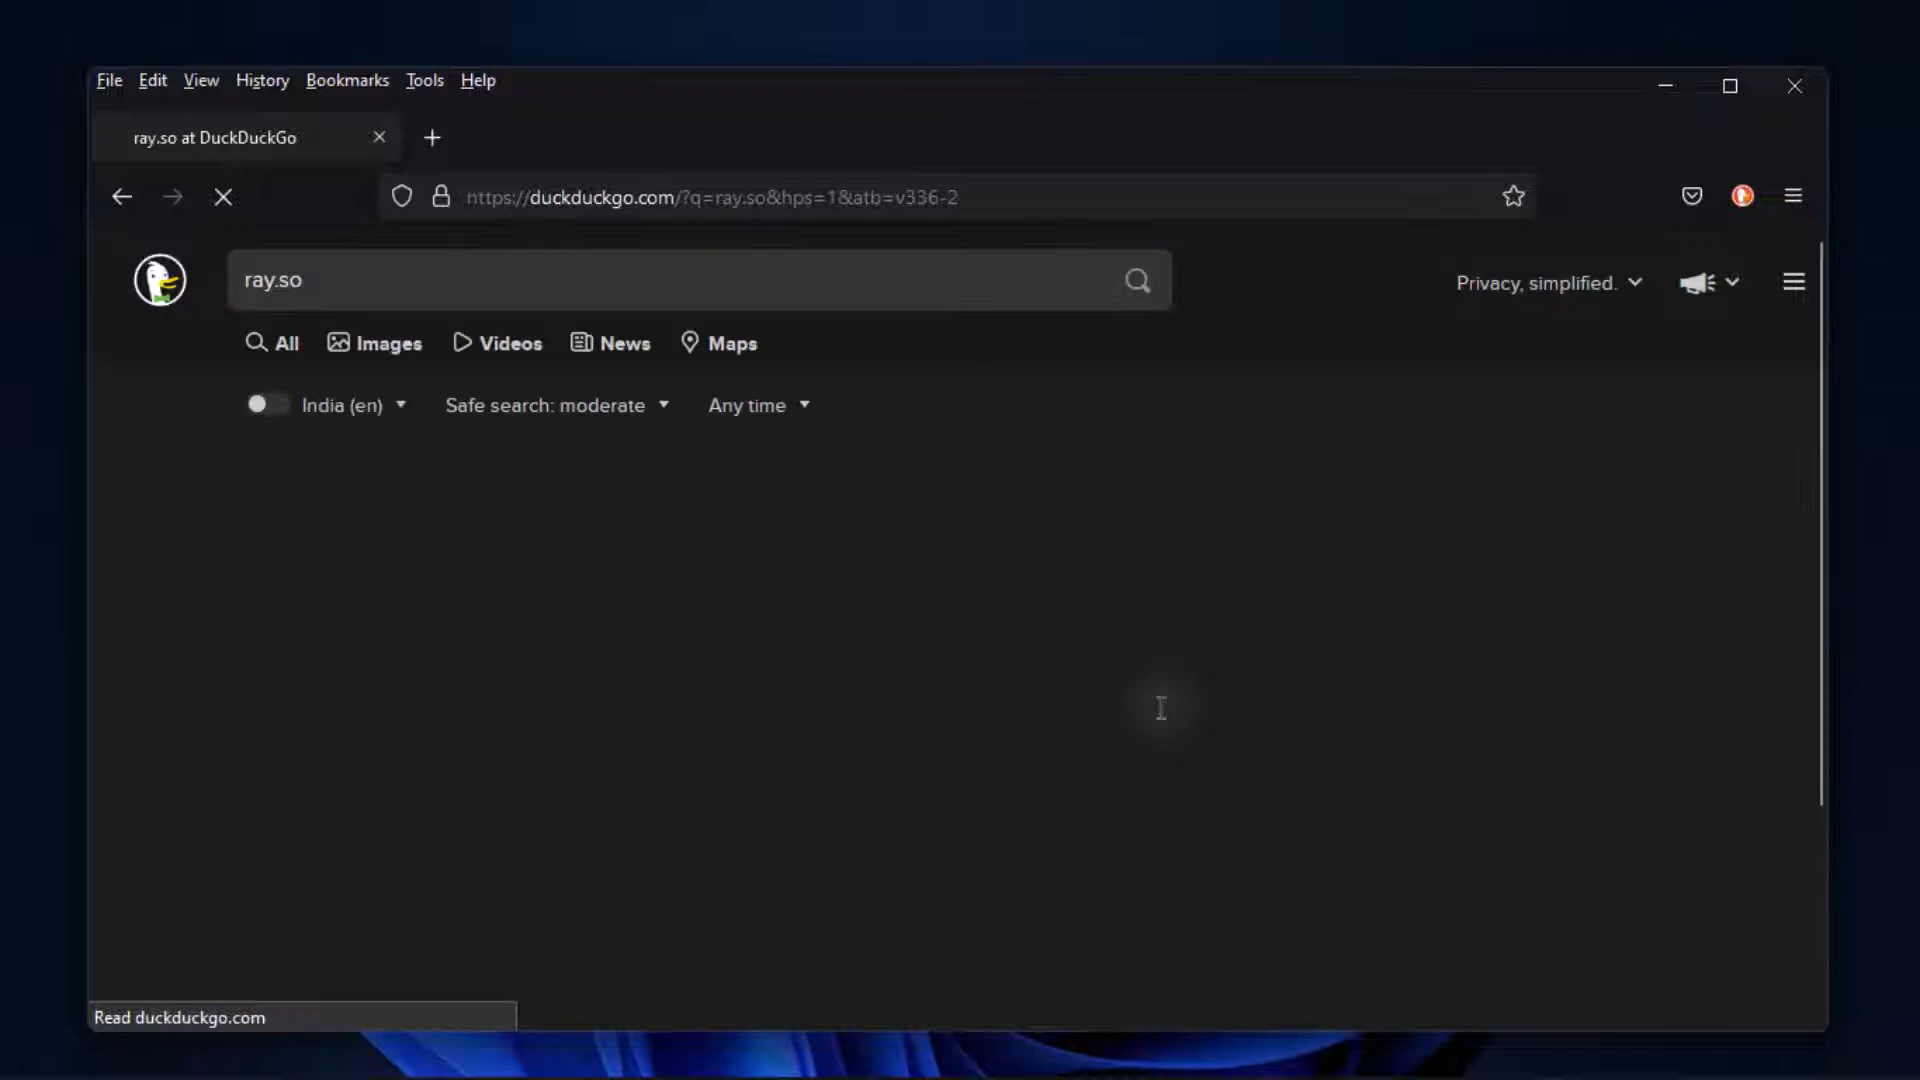 File Edit View History Bookmarks Tools Help
ray.so at DuckDuckGo
https://duckduckgo.com/?q=ray.so&hps=1&atb=v336-2
ray.so
Privacy, simplified.
All Images Videos News Maps
India (en) Safe search: moderate Any time
Read duckduckgo.com